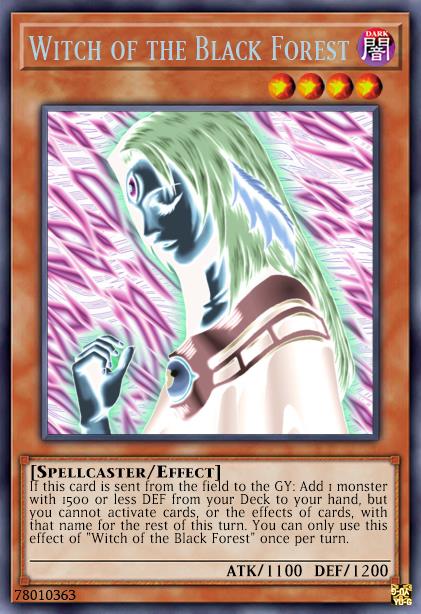 Witch of the Black Forest
DARK
闇
[Spellcaster/Effect]
If this card is sent from the field to the GY: Add 1 monster
with 1500 or less DEF from your Deck to your hand, but
you cannot activate cards, or the effects of cards, with
that name for the rest of this turn. You can only use this
effect of "Witch of the Black Forest" once per turn.
ATK/1100 DEF/1200
78010363